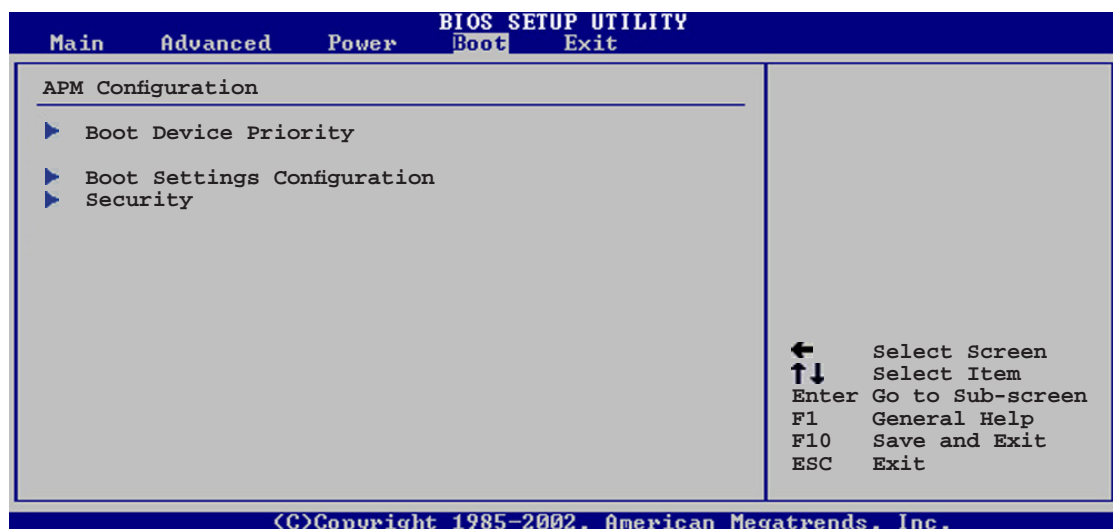 BIOS SETUP UTILITY
Main Advanced Power Boot Exit
APM Configuration
Boot Device Priority
Boot Settings Configuration
Security
← Select Screen
↑↓ Select Item
Enter Go to Sub-screen
F1 General Help
F10 Save and Exit
ESC Exit
(C)Copyright 1985-2002, American Megatrends, Inc.